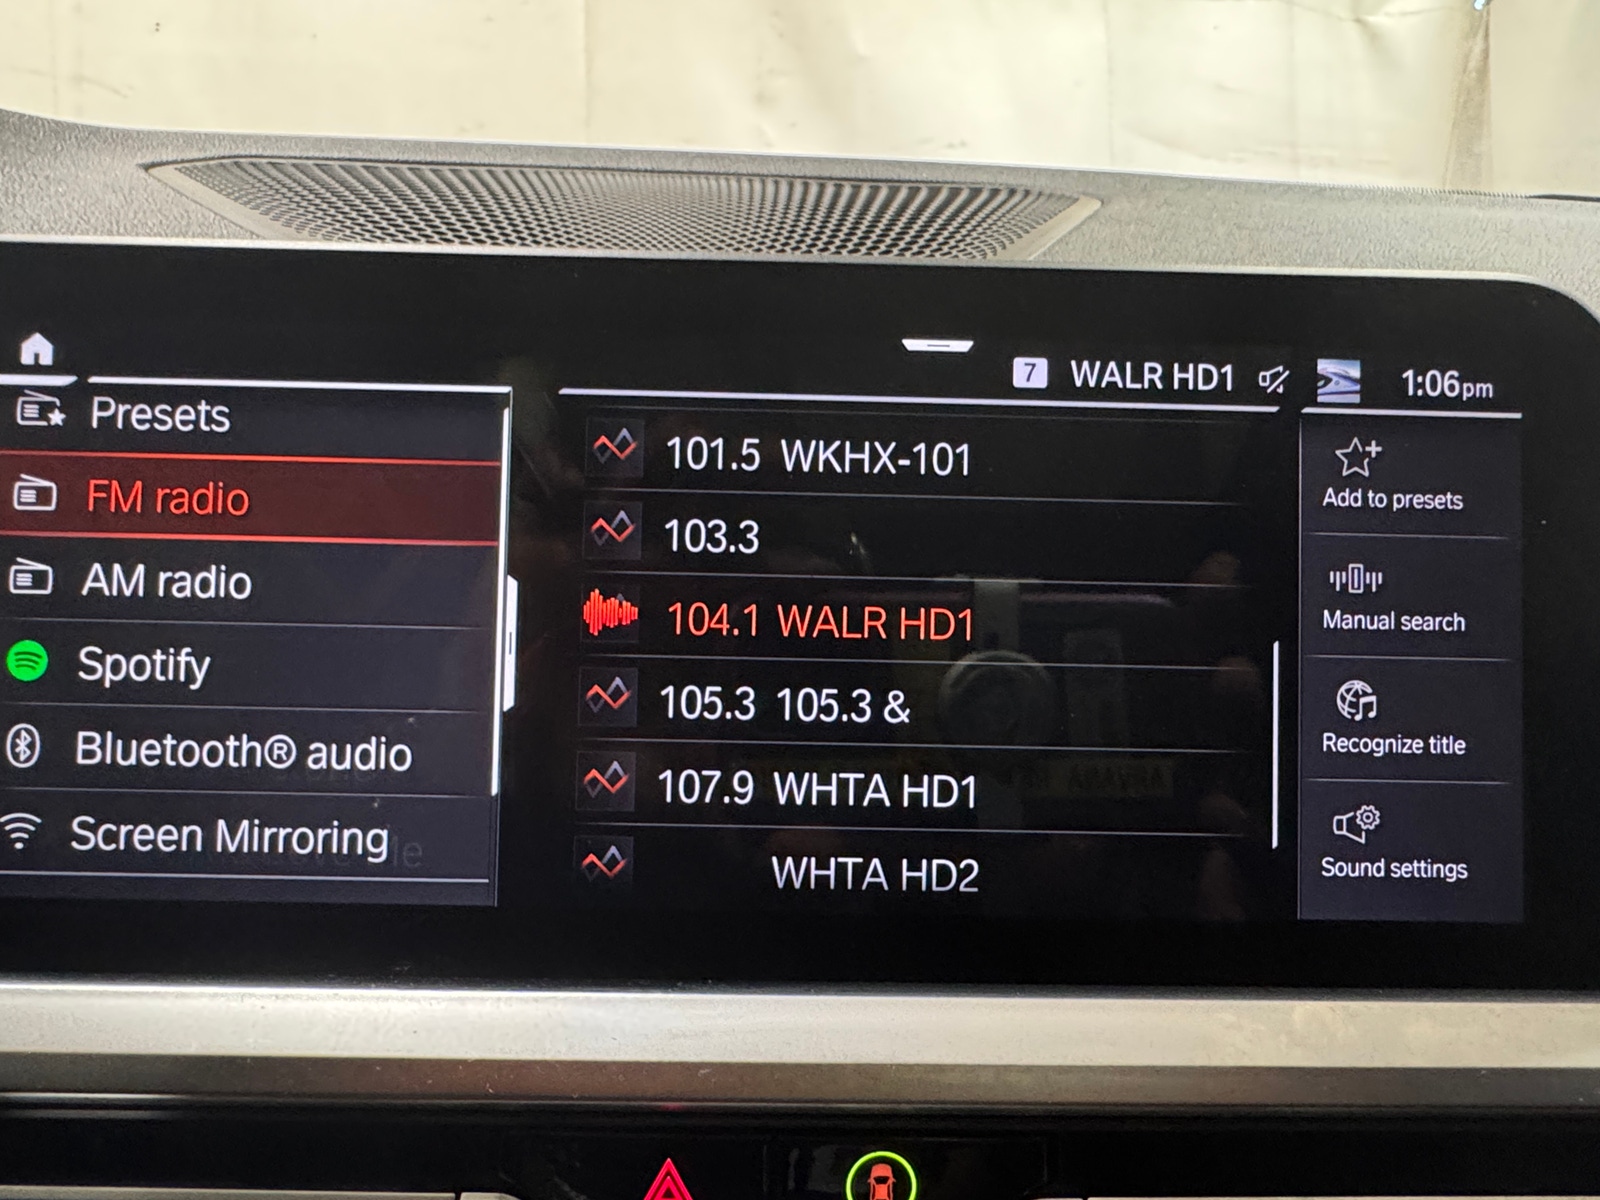 7 WALR HD1 1:06pm
Presets
FM radio
AM radio
Spotify
Bluetooth® audio
Screen Mirroring
101.5 WKHX-101
103.3
104.1 WALR HD1
105.3 105.3 &
107.9 WHTA HD1
WHTA HD2
Add to presets
Manual search
Recognize title
Sound settings